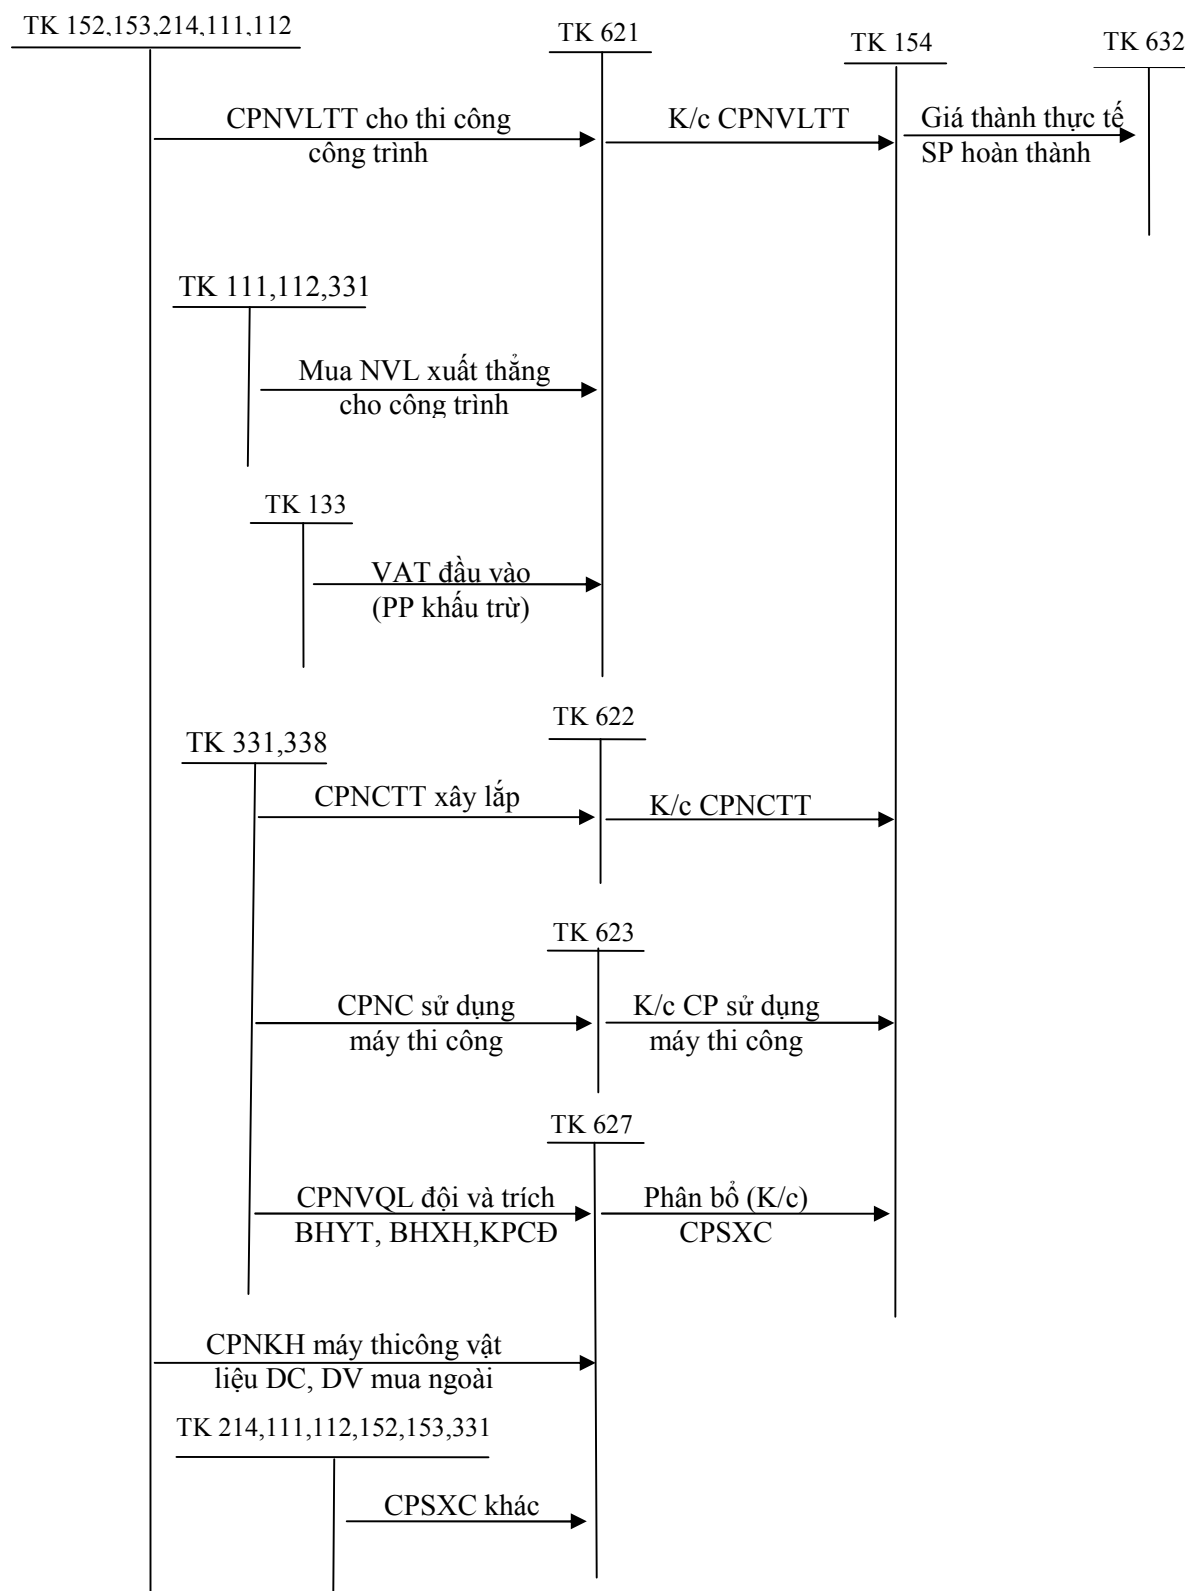 TK 152,153,214,111,112
TK 621
TK 154
TK 632
CPNVLTT cho thi công
công trình
K/c CPNVLTT
Giá thành thực tế
SP hoàn thành
TK 111,112,331
Mua NVL xuất thẳng
cho công trình
TK 133
VAT đầu vào
(PP khấu trừ)
TK 622
TK 331,338
CPNCTT xây lắp
K/c CPNCTT
TK 623
CPNC sử dụng
máy thi công
K/c CP sử dụng
máy thi công
TK 627
CPNVQL đội và trích
BHYT, BHXH,KPCĐ
Phân bổ (K/c)
CPSXC
CPNKH máy thicông vật
liệu DC, DV mua ngoài
TK 214,111,112,152,153,331
CPSXC khác